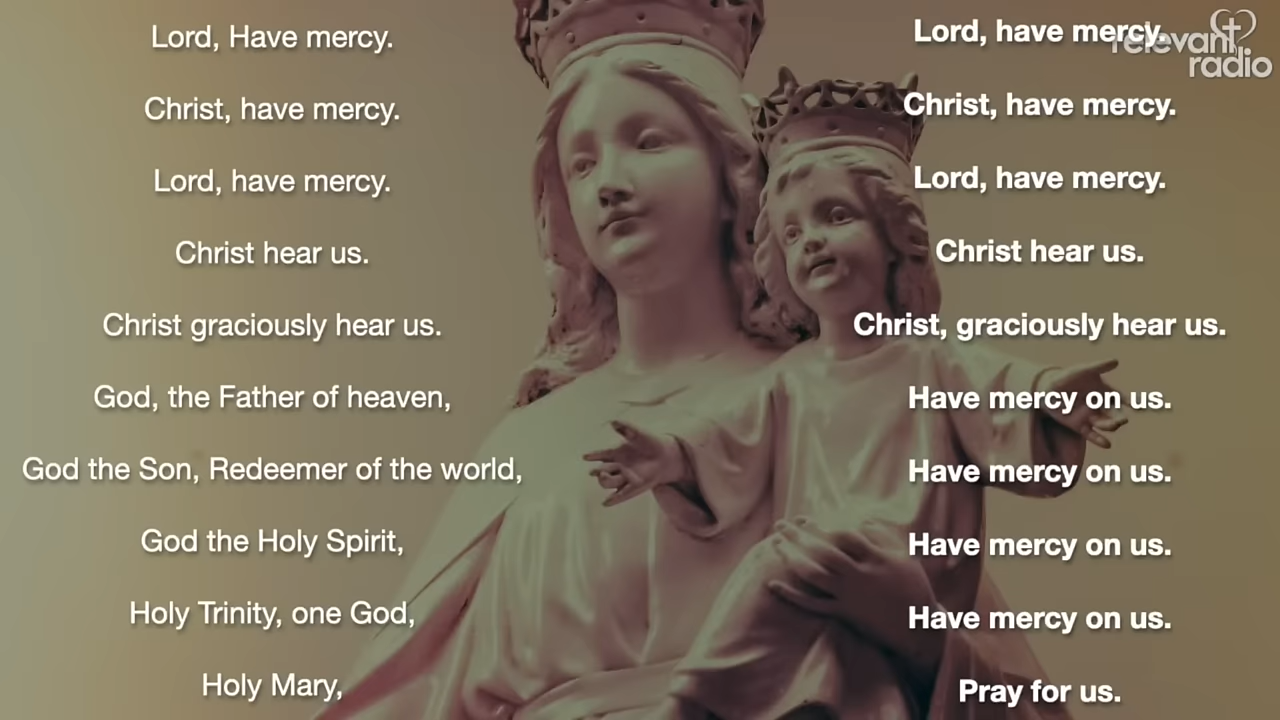 Lord, Have mercy.
Lord, have mercy.
Christ, have mercy.
Christ, have mercy.
Lord, have mercy.
Lord, have mercy.
Christ hear us.
Christ hear us.
Christ graciously hear us.
Christ, graciously hear us.
God, the Father of heaven,
Have mercy on us.
God the Son, Redeemer of the world,
Have mercy on us.
God the Holy Spirit,
Have mercy on us.
Holy Trinity, one God,
Have mercy on us.
Holy Mary,
Pray for us.
relevant
radio